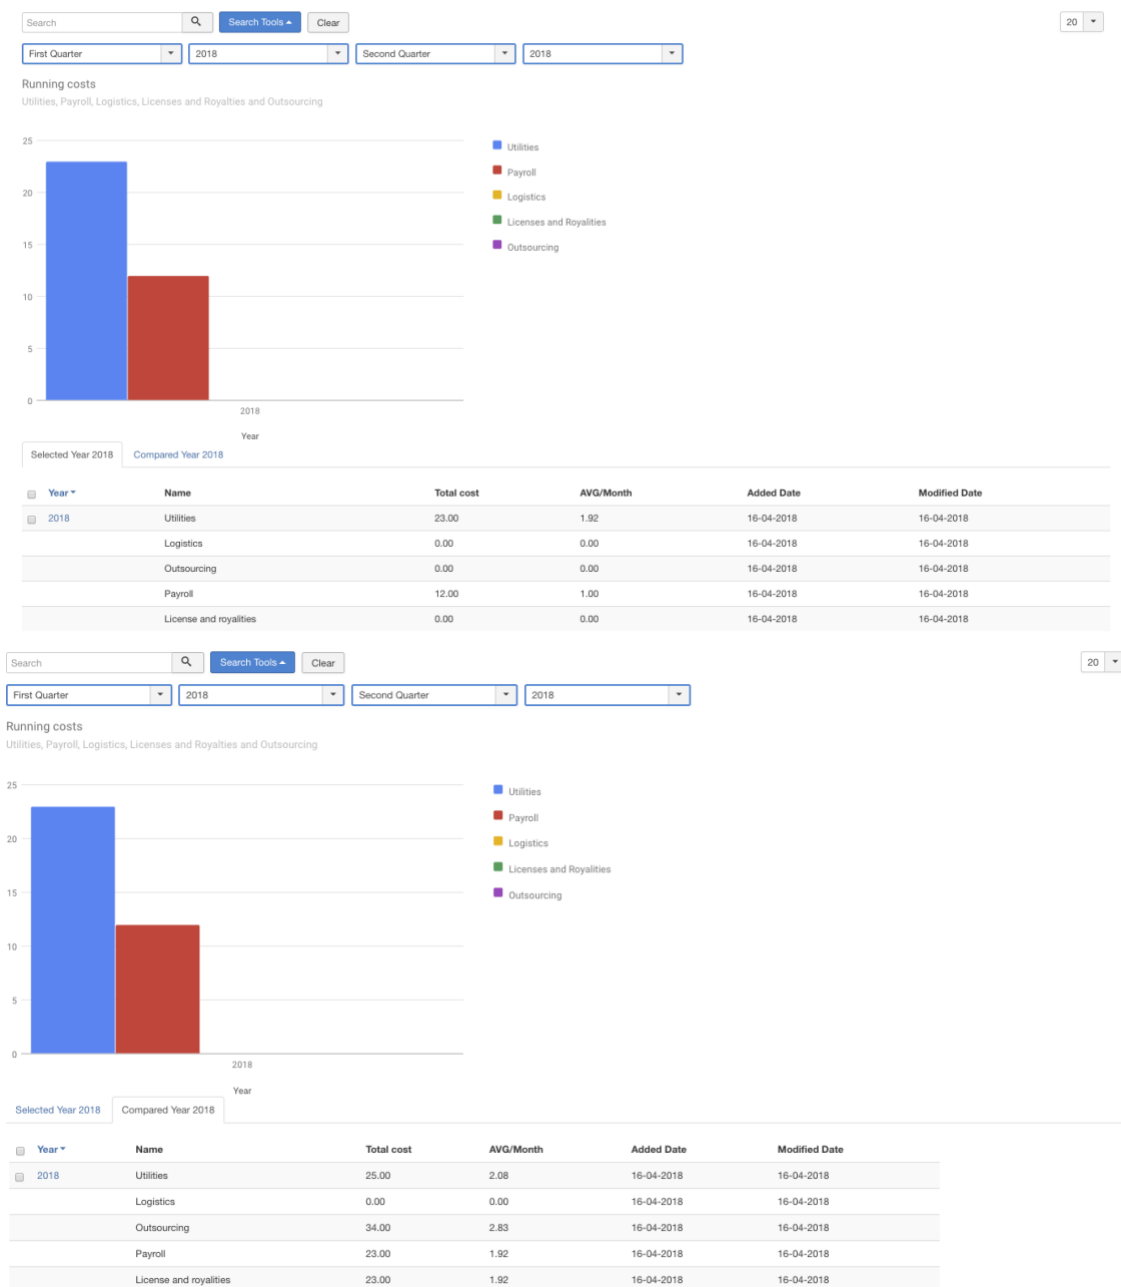 Search Search Tools Clear 20
First Quarter 2018 Second Quarter 2018
Running costs
Utilities, Payroll, Logistics, Licenses and Royalties and Outsourcing
25
20
15
10
5
0
Utilities
Payroll
Logistics
Licenses and Royalities
Outsourcing
2018
Year
Selected Year 2018 Compared Year 2018
Year Name Total cost AVG/Month Added Date Modified Date
2018 Utilities 23.00 1.92 16-04-2018 16-04-2018
Logistics 0.00 0.00 16-04-2018 16-04-2018
Outsourcing 0.00 0.00 16-04-2018 16-04-2018
Payroll 12.00 1.00 16-04-2018 16-04-2018
License and royalities 0.00 0.00 16-04-2018 16-04-2018
Search Search Tools Clear 20
First Quarter 2018 Second Quarter 2018
Running costs
Utilities, Payroll, Logistics, Licenses and Royalties and Outsourcing
25
20
15
10
5
0
Utilities
Payroll
Logistics
Licenses and Royalities
Outsourcing
2018
Year
Selected Year 2018 Compared Year 2018
Year Name Total cost AVG/Month Added Date Modified Date
2018 Utilities 25.00 2.08 16-04-2018 16-04-2018
Logistics 0.00 0.00 16-04-2018 16-04-2018
Outsourcing 34.00 2.83 16-04-2018 16-04-2018
Payroll 23.00 1.92 16-04-2018 16-04-2018
License and royalities 23.00 1.92 16-04-2018 16-04-2018